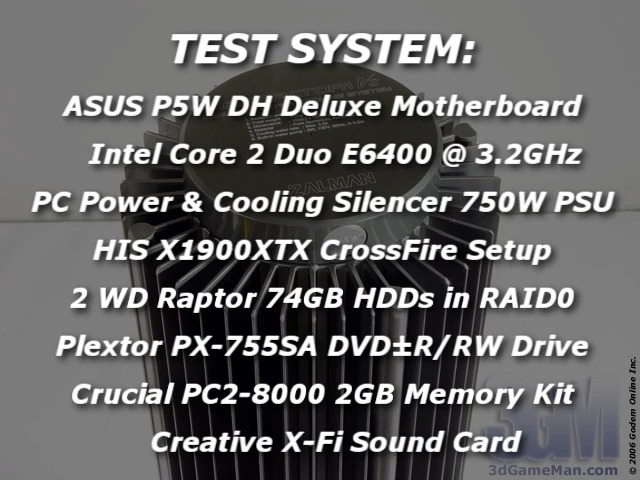 TEST SYSTEM:
ASUS P5W DH Deluxe Motherboard
Intel Core 2 Duo E6400 @ 3.2GHz
PC Power & Cooling Silencer 750W PSU
HIS X1900XTX CrossFire Setup
2 WD Raptor 74GB HDDs in RAID0
Plextor PX-755SA DVD±R/RW Drive
Crucial PC2-8000 2GB Memory Kit
Creative X-Fi Sound Card
ZALMAN
3GM
3dGameMan.com
© 2006 Godem Online Inc.